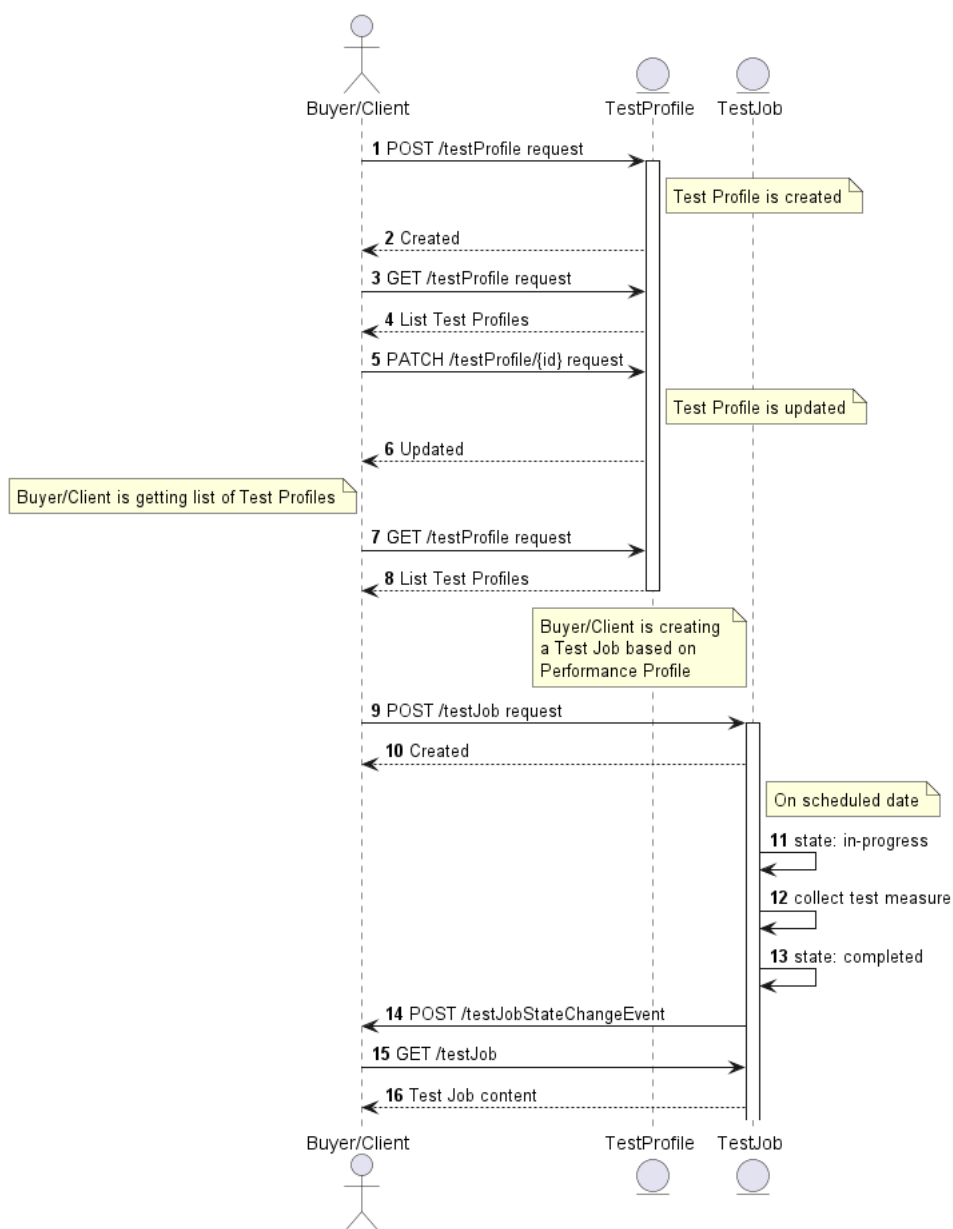 Buyer/Client
TestProfile
TestJob
1 POST /testProfile request
Test Profile is created
2 Created
3 GET /testProfile request
4 List Test Profiles
5 PATCH /testProfile/{id} request
Test Profile is updated
6 Updated
Buyer/Client is getting list of Test Profiles
7 GET /testProfile request
8 List Test Profiles
Buyer/Client is creating
a Test Job based on
Performance Profile
9 POST /testJob request
10 Created
On scheduled date
11 state: in-progress
12 collect test measure
13 state: completed
14 POST /testJobStateChangeEvent
15 GET /testJob
16 Test Job content
Buyer/Client
TestProfile
TestJob